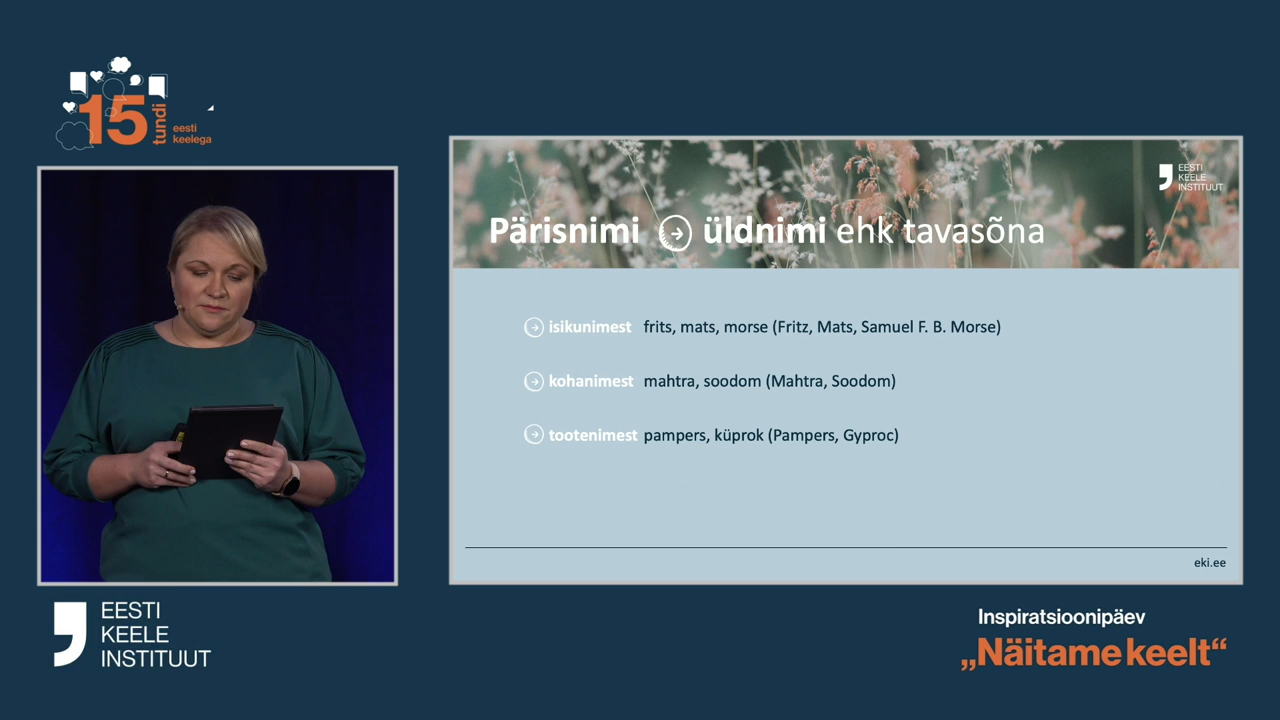 15 tundi
eesti
keelega
EESTI
KEELE
INSTITUUT
Pärisnimi → üldnimi ehk tavasõna
→ isikunimest frits, mats, morse (Fritz, Mats, Samuel F. B. Morse)
→ kohanimest mahtra, soodom (Mahtra, Soodom)
→ tootenimest pampers, küprok (Pampers, Gyproc)
eki.ee
EESTI
KEELE
INSTITUUT
Inspiratsioonipäev
„Näitame keelt“